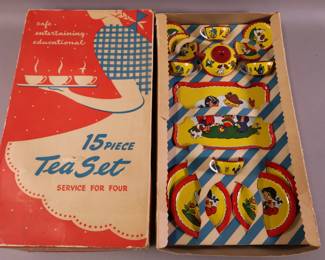 safe -
entertaining -
educational
15 PIECE
Tea Set
SERVICE FOR FOUR